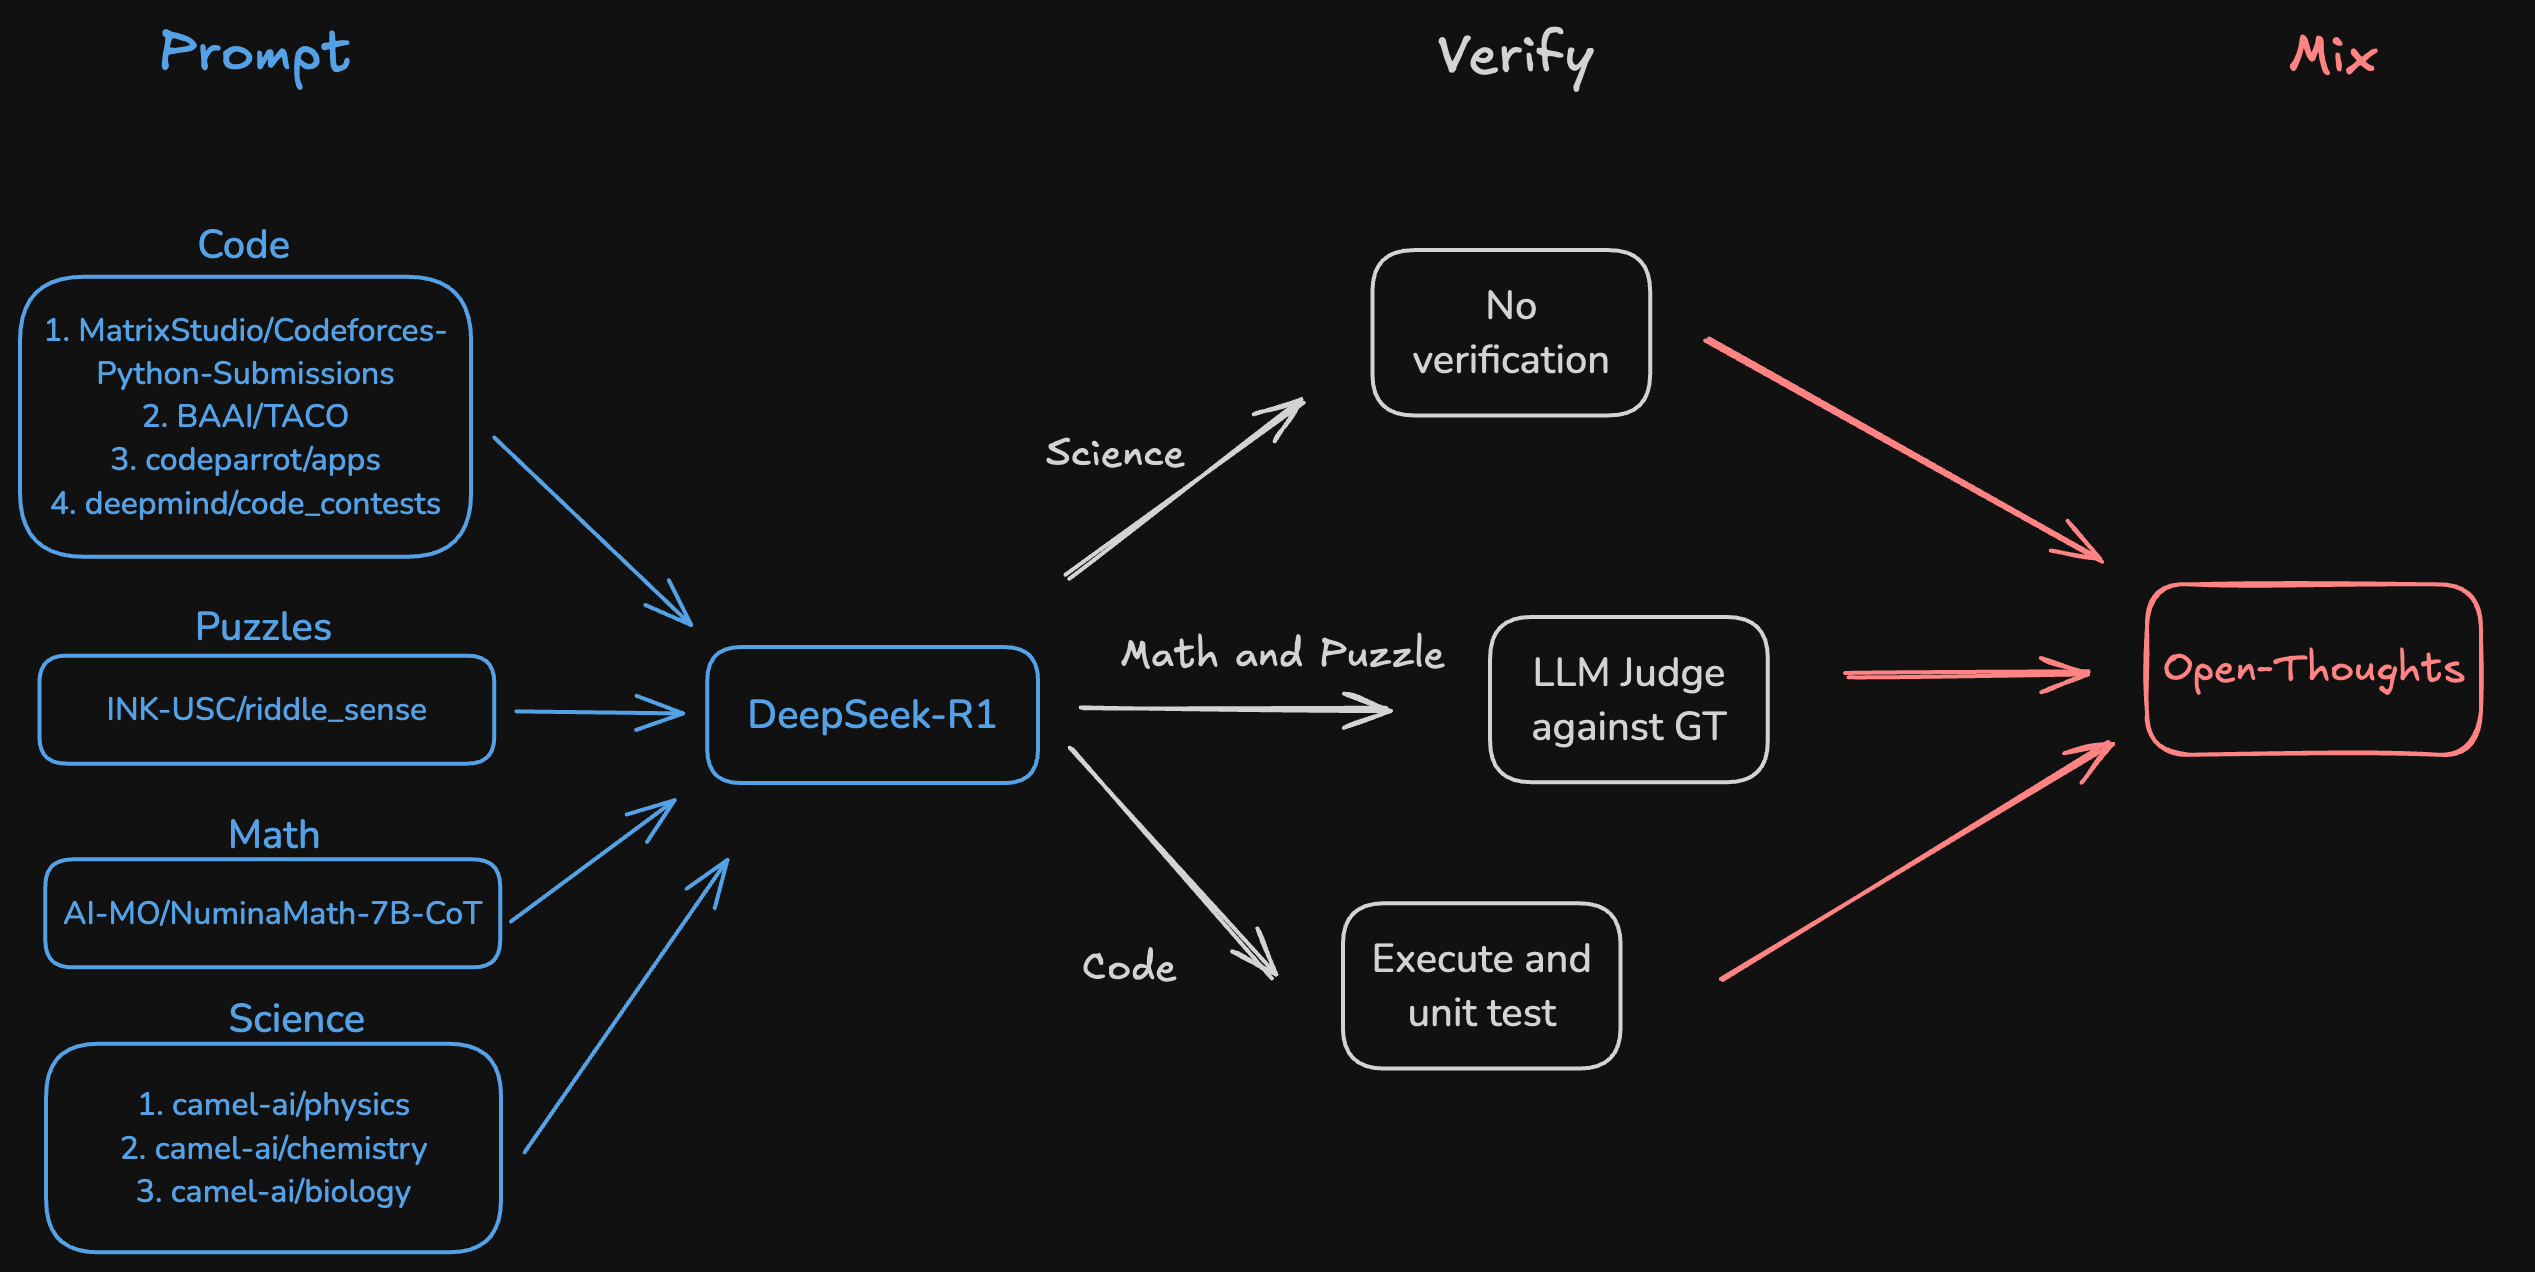 Prompt
Verify
Mix
Code
1. MatrixStudio/Codeforces-
Python-Submissions
2. BAAI/TACO
3. codeparrot/apps
4. deepmind/code_contests
Puzzles
INK-USC/riddle_sense
Math
AI-MO/NuminaMath-7B-CoT
Science
1. camel-ai/physics
2. camel-ai/chemistry
3. camel-ai/biology
DeepSeek-R1
Science
Math and Puzzle
Code
No
verification
LLM Judge
against GT
Execute and
unit test
Open-Thoughts